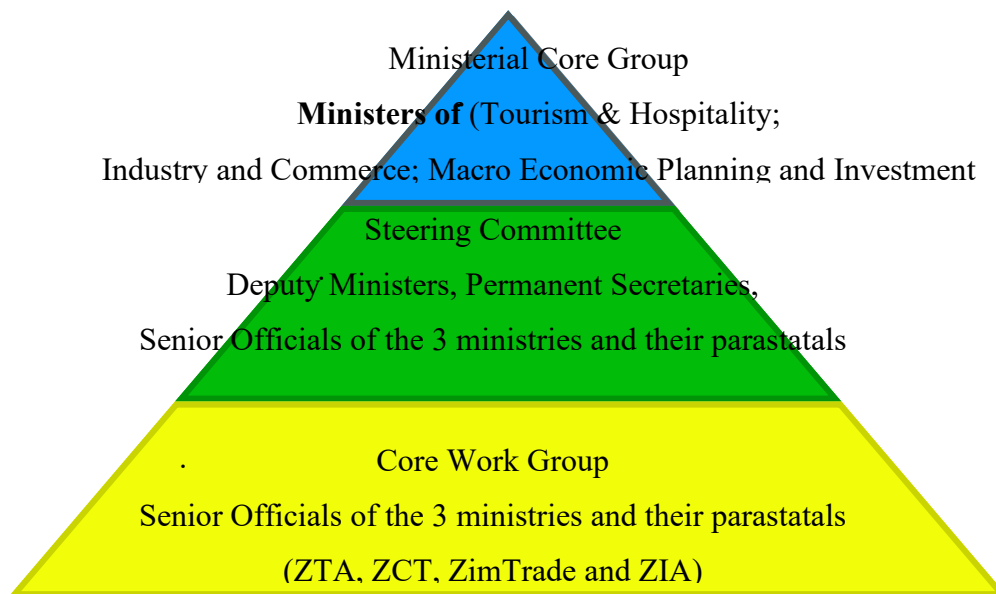 Ministerial Core Group
Ministers of (Tourism & Hospitality;
Industry and Commerce; Macro Economic Planning and Investment
Steering Committee
Deputy Ministers, Permanent Secretaries,
Senior Officials of the 3 ministries and their parastatals
. Core Work Group
Senior Officials of the 3 ministries and their parastatals
(ZTA, ZCT, ZimTrade and ZIA)